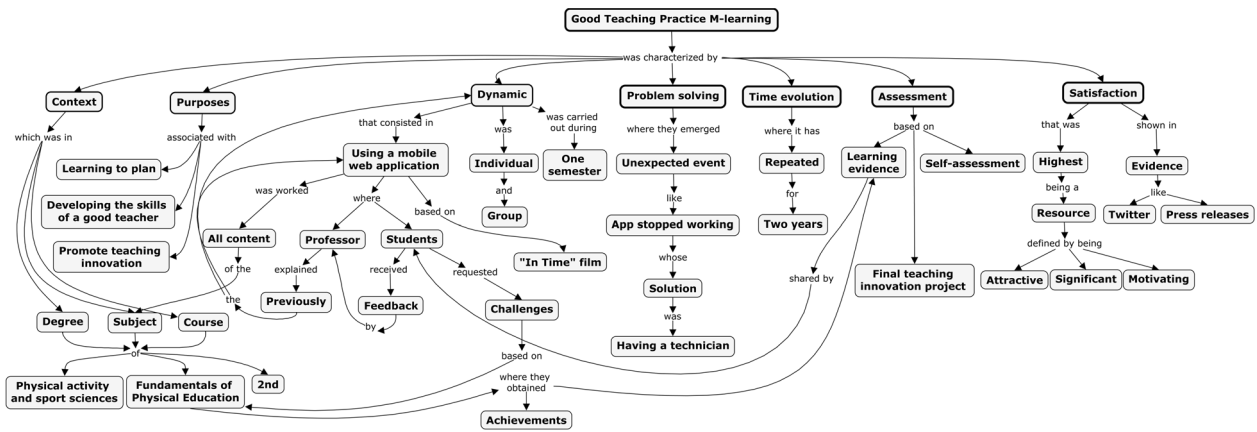 Good Teaching Practice M-learning
was characterized by
Context
Purposes
Dynamic
Problem solving
Time evolution
Assessment
Satisfaction
which was in
associated with
that consisted in
was
was carried
out during
where they emerged
where it has
based on
that was
shown in
Learning to plan
Using a mobile
web application
Individual
One
semester
Unexpected event
Repeated
Learning
evidence
Self-assessment
Highest
Evidence
was worked
where
based on
and
like
for
being a
like
Developing the skills
of a good teacher
Group
App stopped working
Two years
Resource
Twitter
Press releases
All content
Professor
Students
Promote teaching
innovation
of the
explained
received
requested
"In Time" film
whose
shared by
defined by being
Final teaching
innovation project
Attractive
Significant
Motivating
the
Previously
Feedback
Challenges
Solution
Degree
Subject
Course
by
was
Having a technician
of
based on
Physical activity
and sport sciences
Fundamentals of
Physical Education
2nd
where they
obtained
Achievements